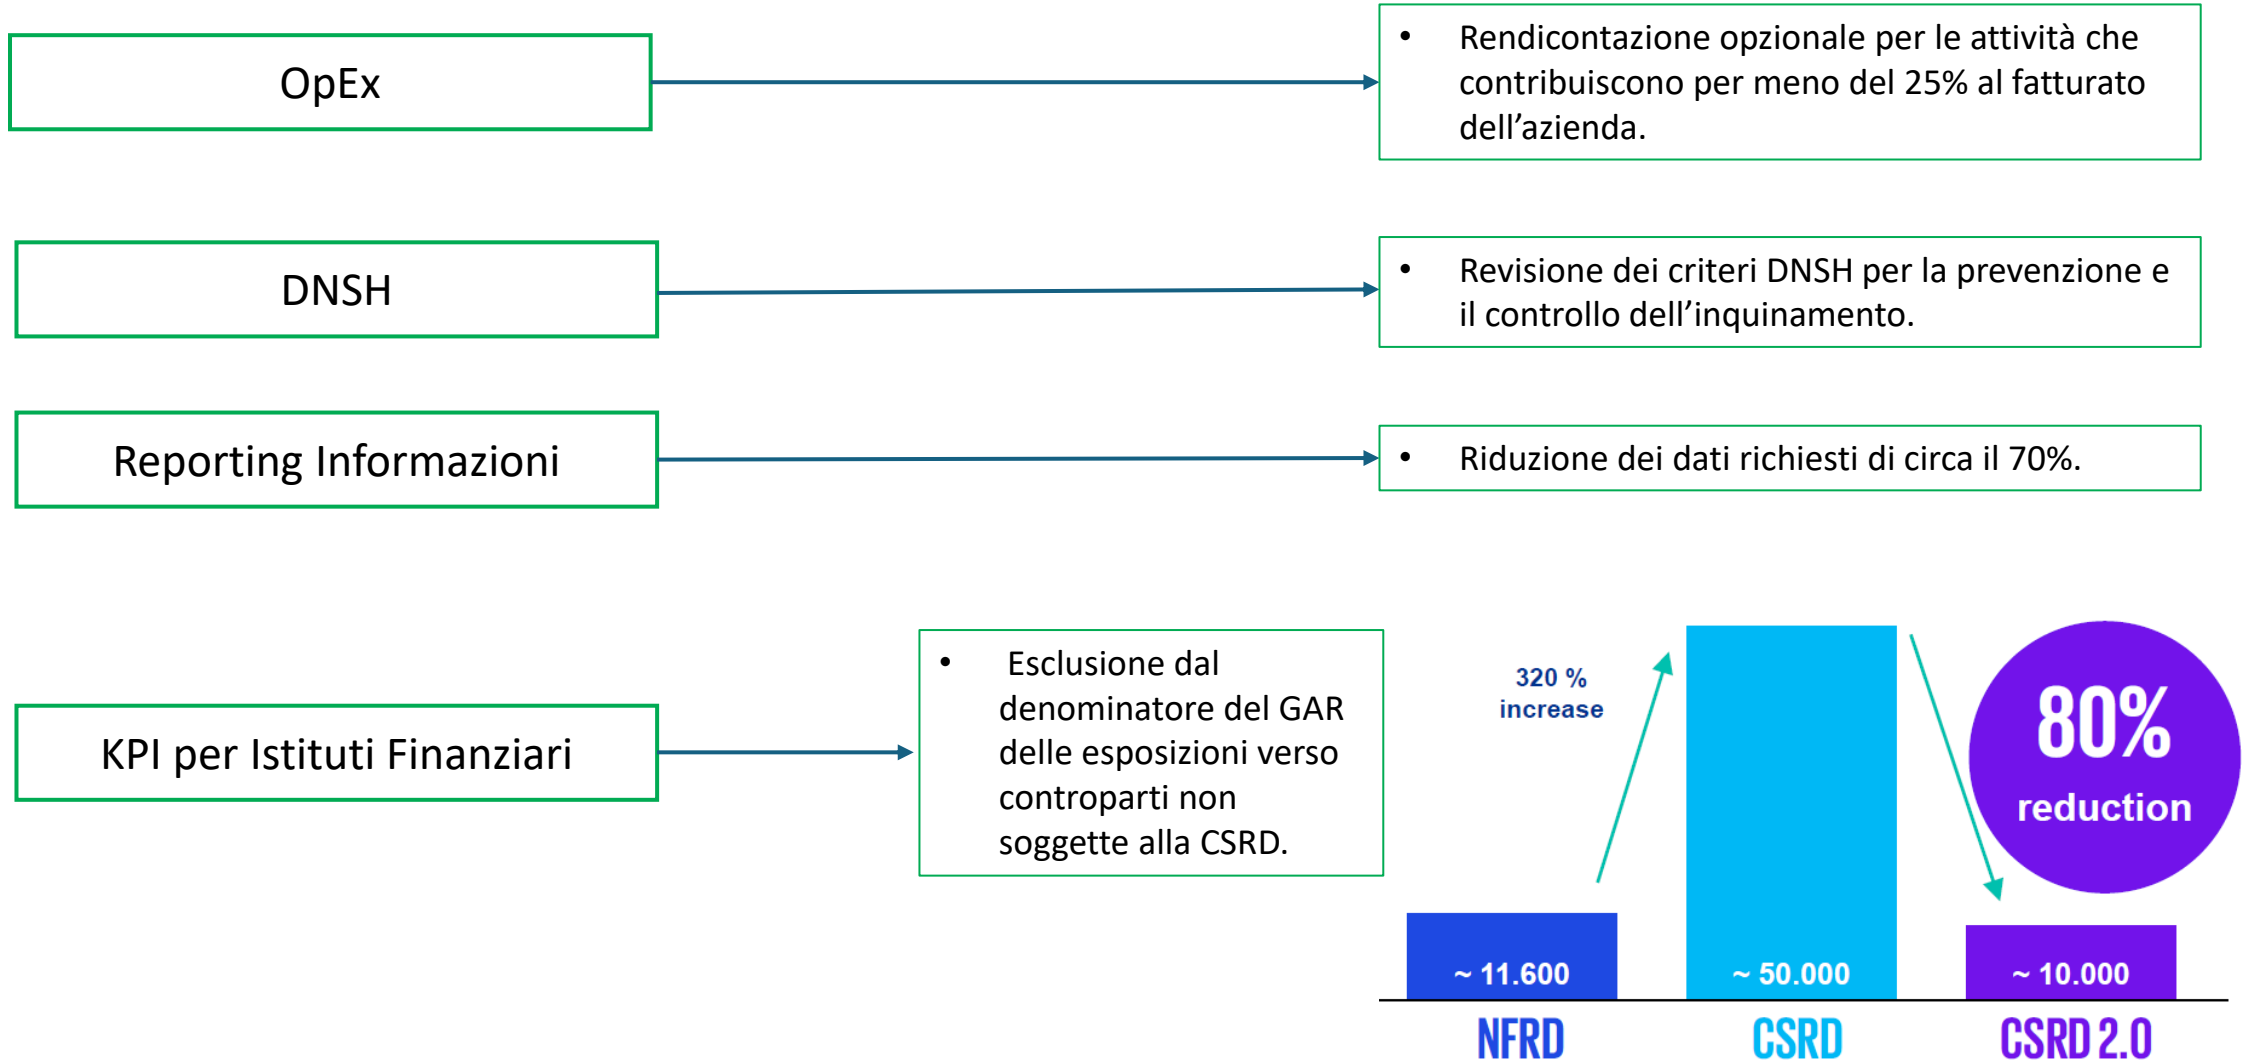 OpEx
• Rendicontazione opzionale per le attività che
contribuiscono per meno del 25% al fatturato
dell’azienda.
DNSH
• Revisione dei criteri DNSH per la prevenzione e
il controllo dell’inquinamento.
Reporting Informazioni
• Riduzione dei dati richiesti di circa il 70%.
KPI per Istituti Finanziari
• Esclusione dal
denominatore del GAR
delle esposizioni verso
controparti non
soggette alla CSRD.
320 %
increase
80%
reduction
~ 11.600
~ 50.000
~ 10.000
NFRD
CSRD
CSRD 2.0